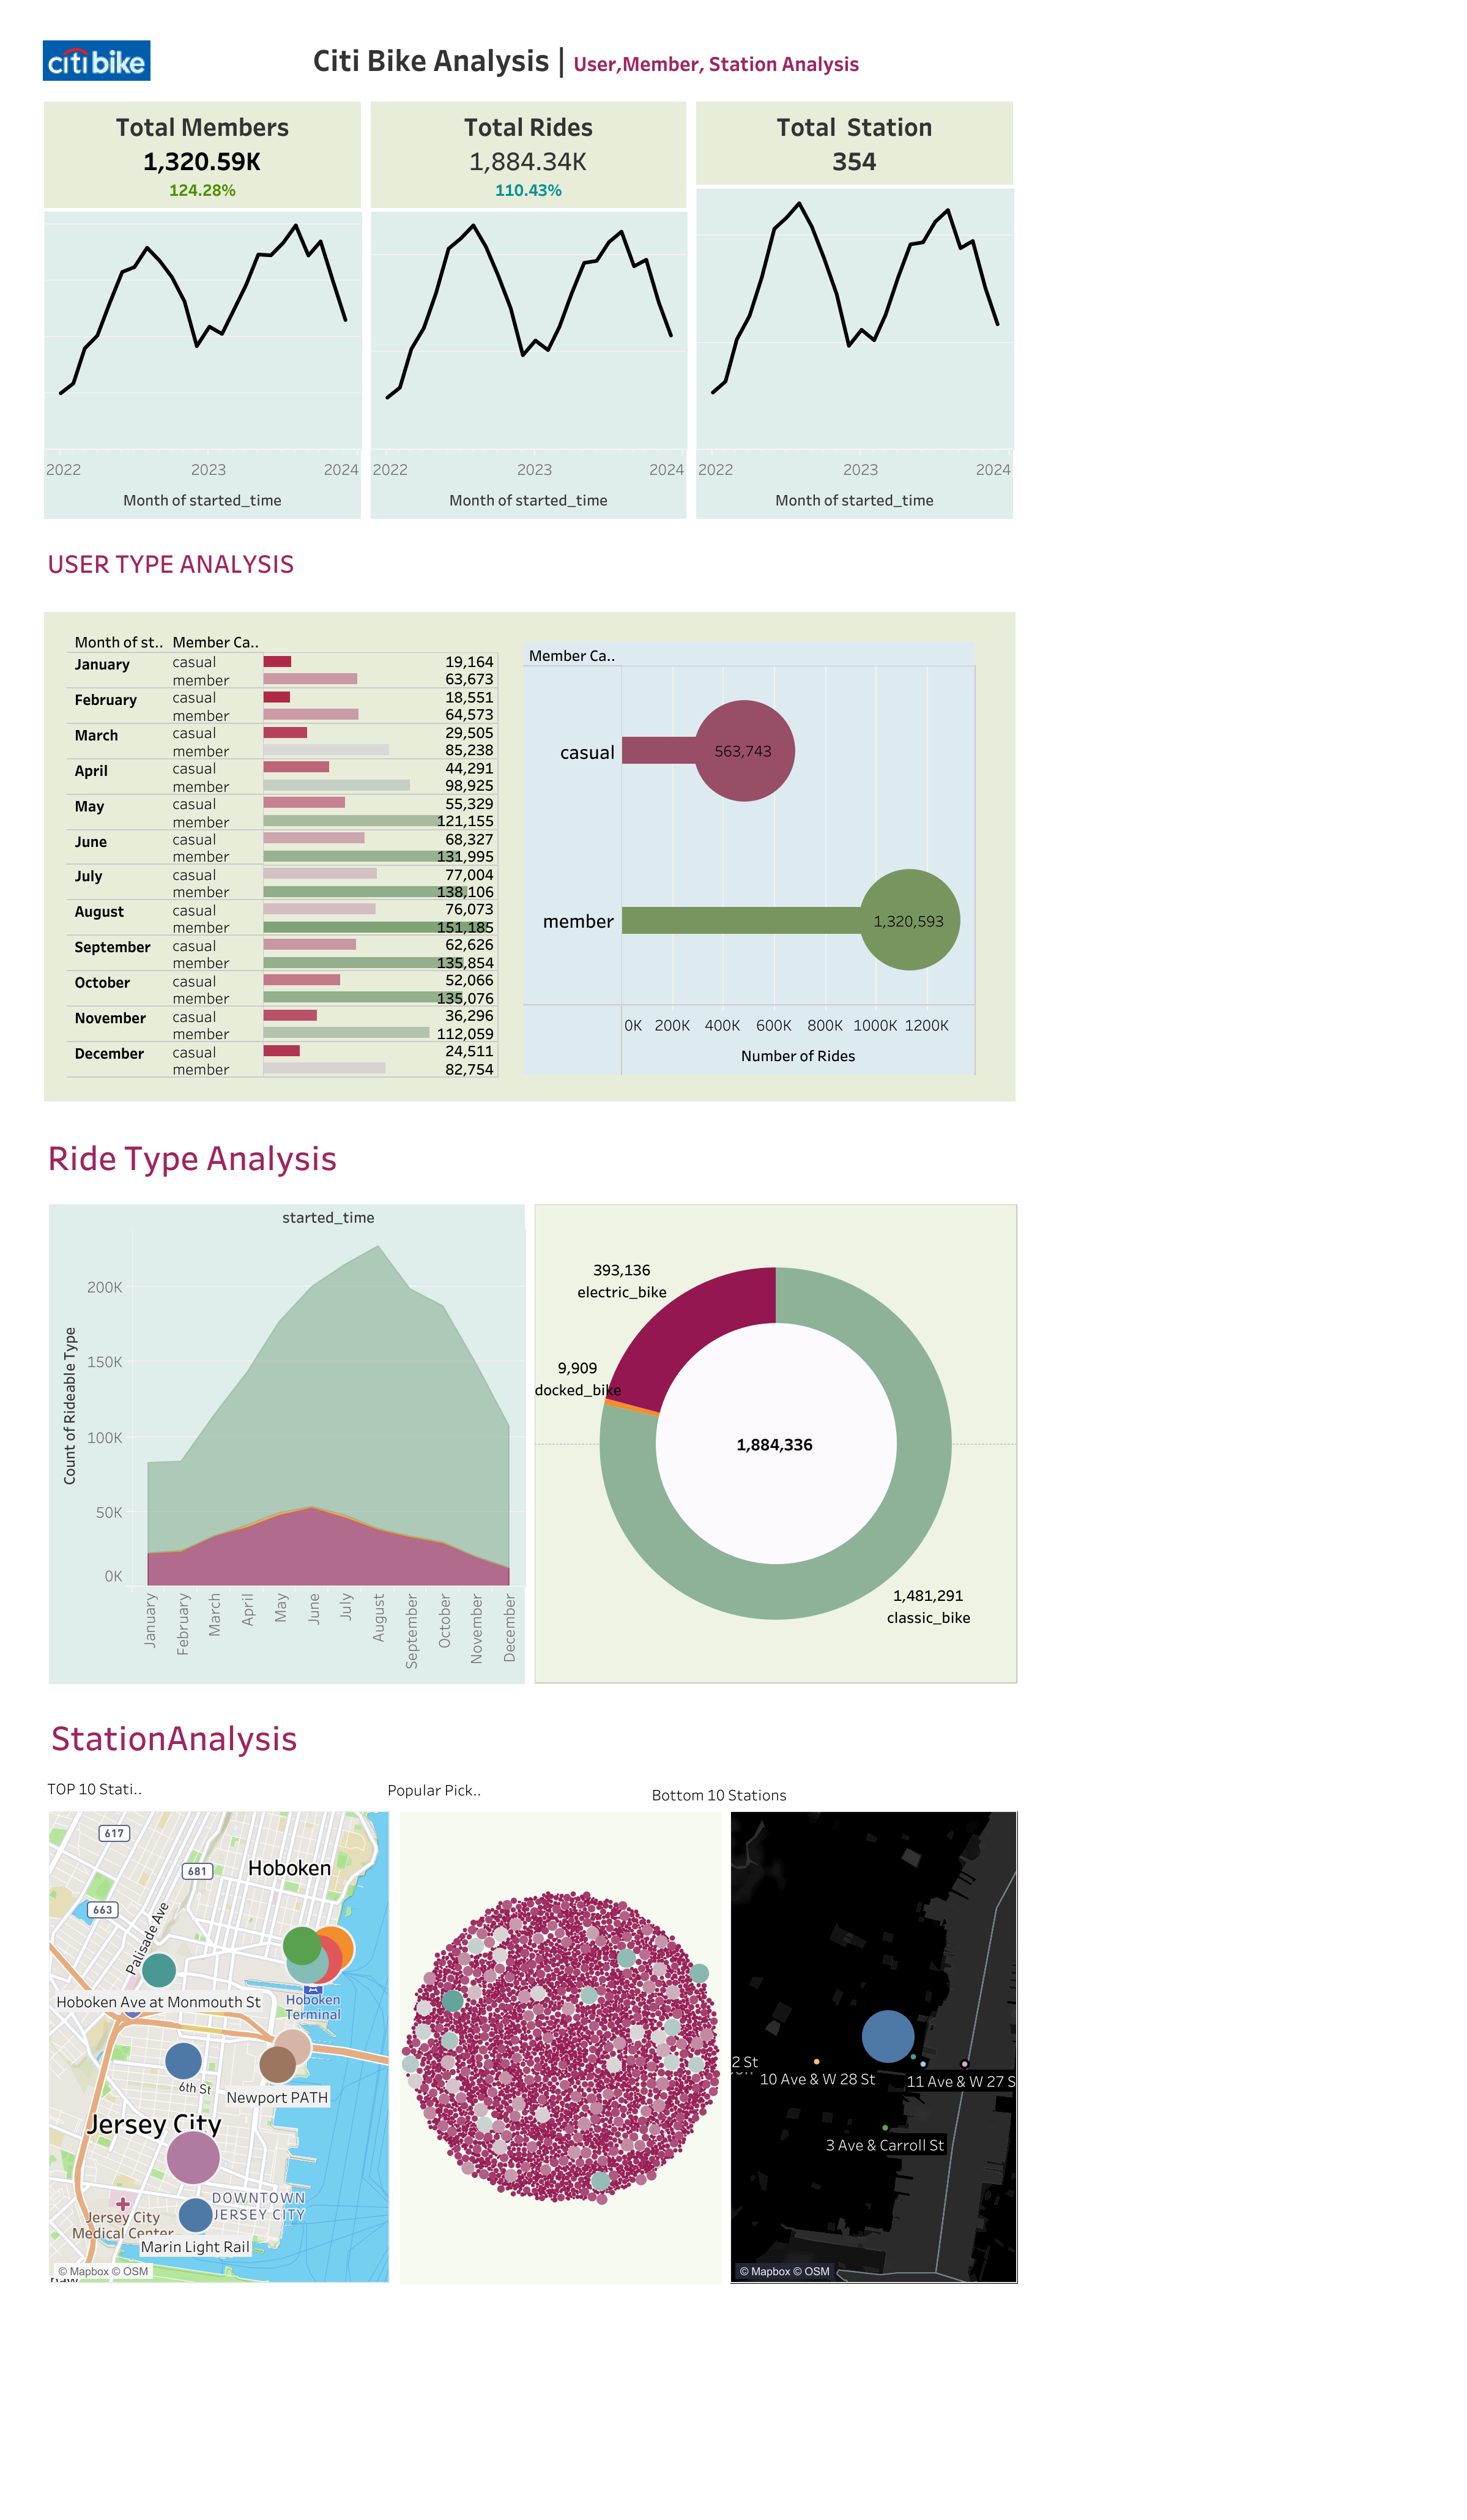 citi bike
Citi Bike Analysis | User,Member, Station Analysis
Total Members
1,320.59K
124.28%
Total Rides
1,884.34K
110.43%
Total Station
354
2022 2023 2024
Month of started_time
2022 2023 2024
Month of started_time
2022 2023 2024
Month of started_time
USER TYPE ANALYSIS
Month of st.. Member Ca..
January casual 19,164
member 63,673
February casual 18,551
member 64,573
March casual 29,505
member 85,238
April casual 44,291
member 98,925
May casual 55,329
member 121,155
June casual 68,327
member 131,995
July casual 77,004
member 138,106
August casual 76,073
member 151,185
September casual 62,626
member 135,854
October casual 52,066
member 135,076
November casual 36,296
member 112,059
December casual 24,511
member 82,754
Member Ca..
casual 563,743
member 1,320,593
0K 200K 400K 600K 800K 1000K 1200K
Number of Rides
Ride Type Analysis
started_time
Count of Rideable Type
200K
150K
100K
50K
0K
January
February
March
April
May
June
July
August
September
October
November
December
393,136
electric_bike
9,909
docked_bike
1,884,336
1,481,291
classic_bike
StationAnalysis
TOP 10 Stati..
617
681
Hoboken
663
Palisade Ave
Hoboken Ave at Monmouth St
Hoboken
Terminal
6th St
Newport PATH
Jersey City
DOWNTOWN
JERSEY CITY
Jersey City
Medical Center
Marin Light Rail
© Mapbox © OSM
Popular Pick..
Bottom 10 Stations
2 St
10 Ave & W 28 St
11 Ave & W 27 S
3 Ave & Carroll St
© Mapbox © OSM